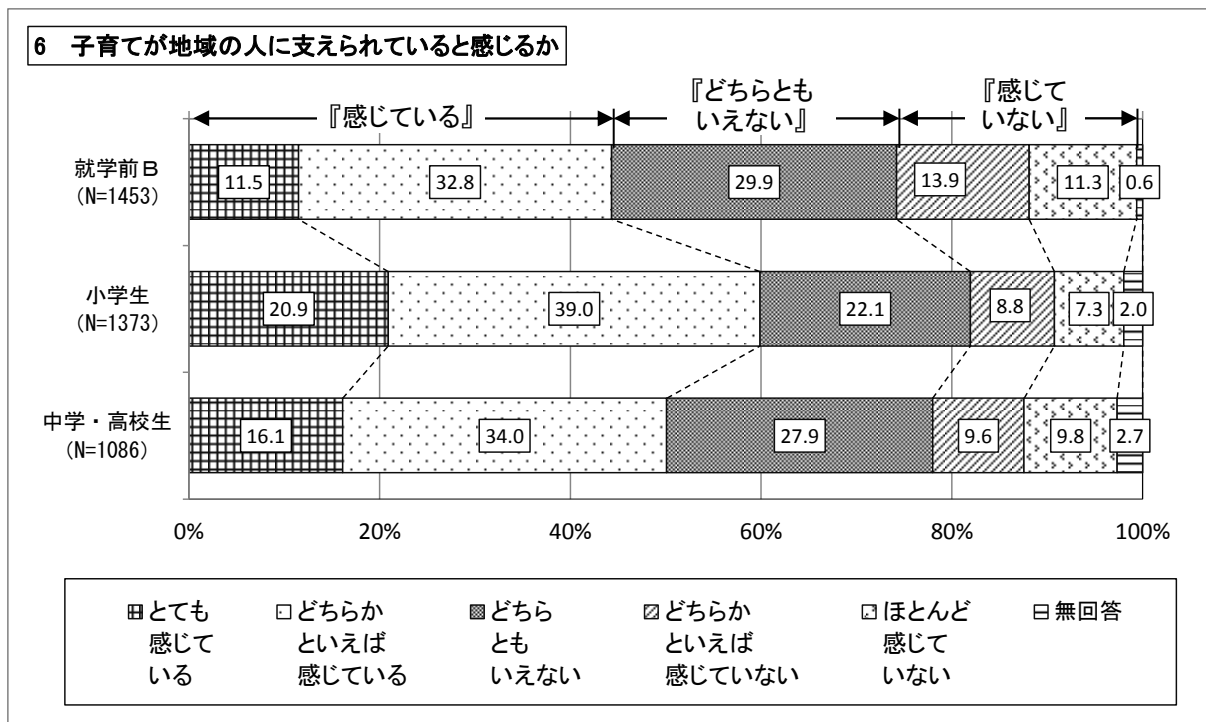 6 子育てが地域の人に支えられていると感じるか
『感じている』
『どちらとも
いえない』
『感じて
いない』
就学前Ｂ
(N=1453)
11.5
32.8
29.9
13.9
11.3
0.6
小学生
(N=1373)
20.9
39.0
22.1
8.8
7.3
2.0
中学・高校生
(N=1086)
16.1
34.0
27.9
9.6
9.8
2.7
0%
20%
40%
60%
80%
100%
とても
感じて
いる
どちらか
といえば
感じている
どちら
とも
いえない
どちらか
といえば
感じていない
ほとんど
感じて
いない
無回答